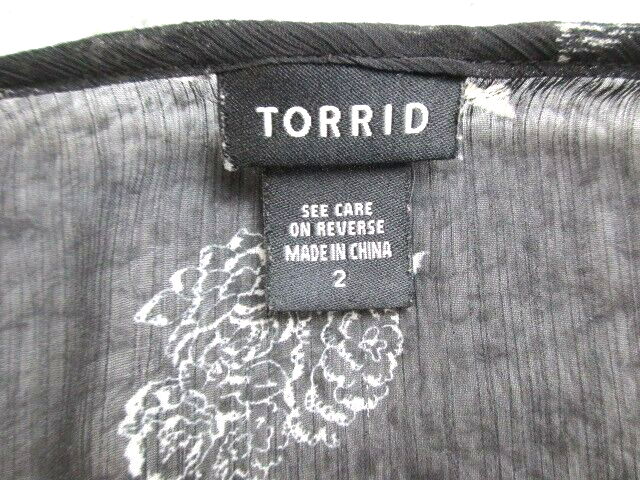 TORRID
SEE CARE
ON REVERSE
MADE IN CHINA
2